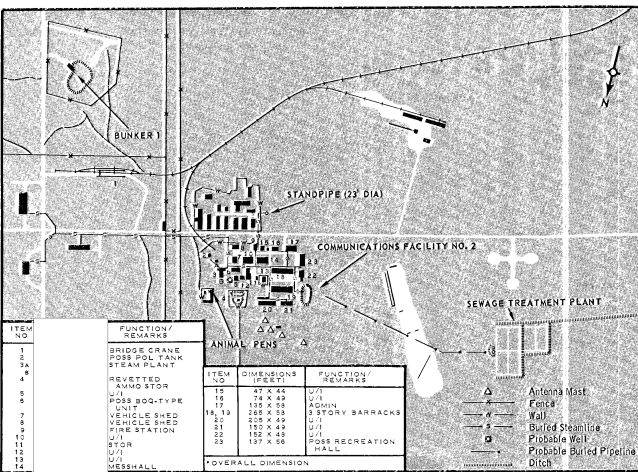 N
BUNKER 1
1
STANDPIPE (23' DIA)
COMMUNICATIONS FACILITY NO. 2
SEWAGE TREATMENT PLANT
ANIMAL PENS
ITEM NO FUNCTION/ REMARKS
1 BRIDGE CRANE
2 POSS POL TANK
3A STEAM PLANT
B
4 REVETTED AMMO STOR
5 U/I
6 POSS BOQ-TYPE UNIT
7 VEHICLE SHED
8 VEHICLE SHED
9 FIRE STATION
10 U/I
11 STOR
12 U/I
13 U/I
14 MESSHALL
ITEM NO DIMENSIONS (FEET) FUNCTION/ REMARKS
15 47 X 44 U/I
16 74 X 49 U/I
17 135 X 58 ADMIN
18, 19 265 X 58 3 STORY BARRACKS
20 205 X 49 U/I
21 150 X 49 U/I
22 152 X 48 U/I
23 137 X 56 POSS RECREATION HALL
*OVERALL DIMENSION
Antenna Mast
Fence
Wall
Buried Steamline
Probable Well
Probable Buried Pipeline
Ditch